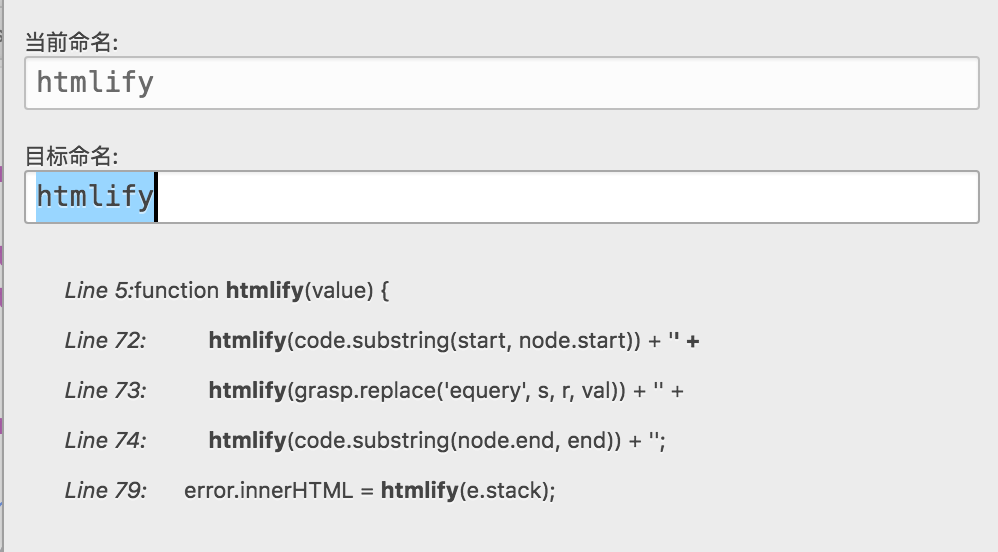 当前命名:
htmlify
目标命名:
htmlify
Line 5:function htmlify(value) {
Line 72: htmlify(code.substring(start, node.start)) + '' +
Line 73: htmlify(grasp.replace('equery', s, r, val)) + '' +
Line 74: htmlify(code.substring(node.end, end)) + '';
Line 79: error.innerHTML = htmlify(e.stack);